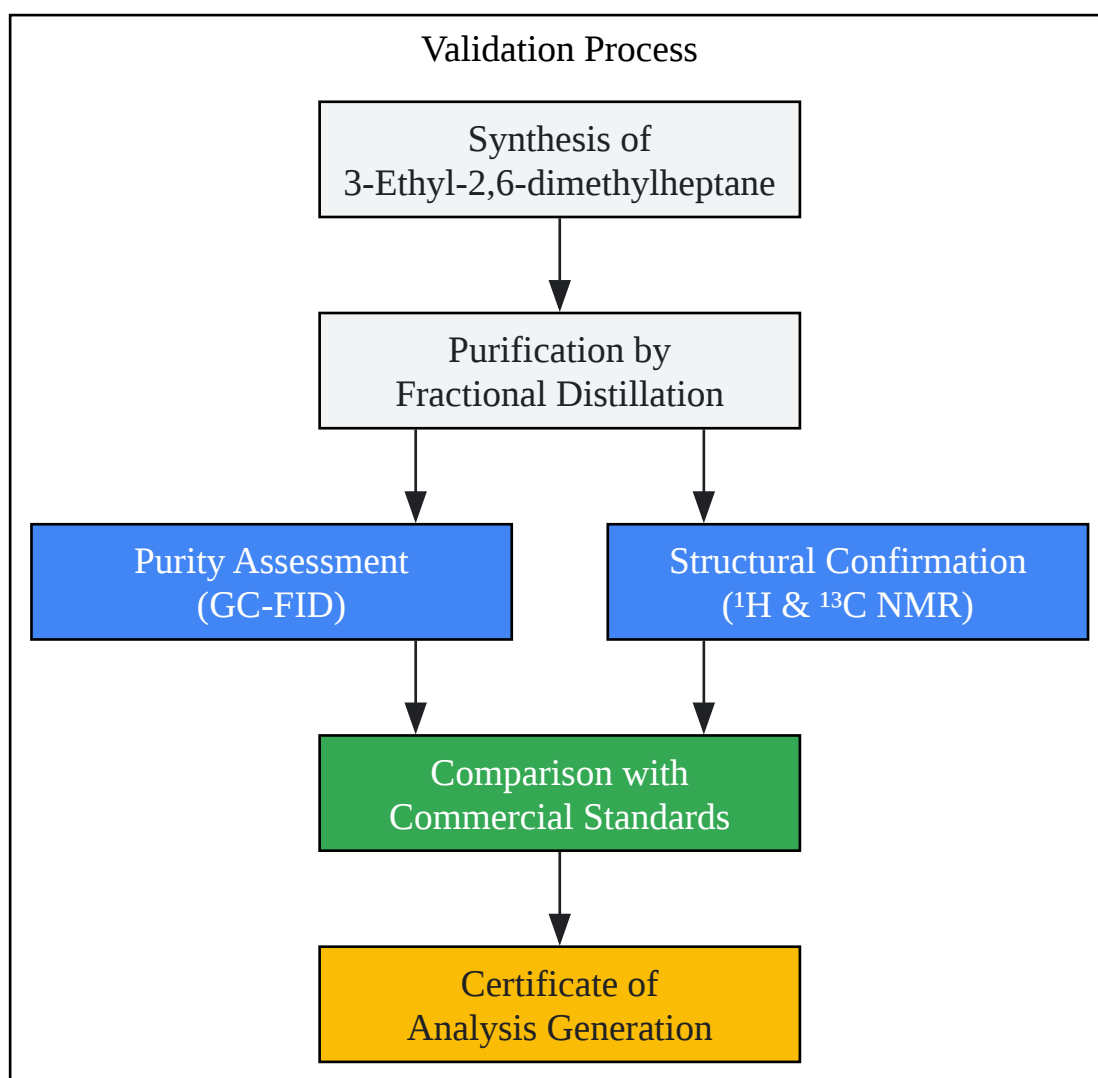 Validation Process
Synthesis of
3-Ethyl-2,6-dimethylheptane
Purification by
Fractional Distillation
Purity Assessment
(GC-FID)
Structural Confirmation
(¹H & ¹³C NMR)
Comparison with
Commercial Standards
Certificate of
Analysis Generation